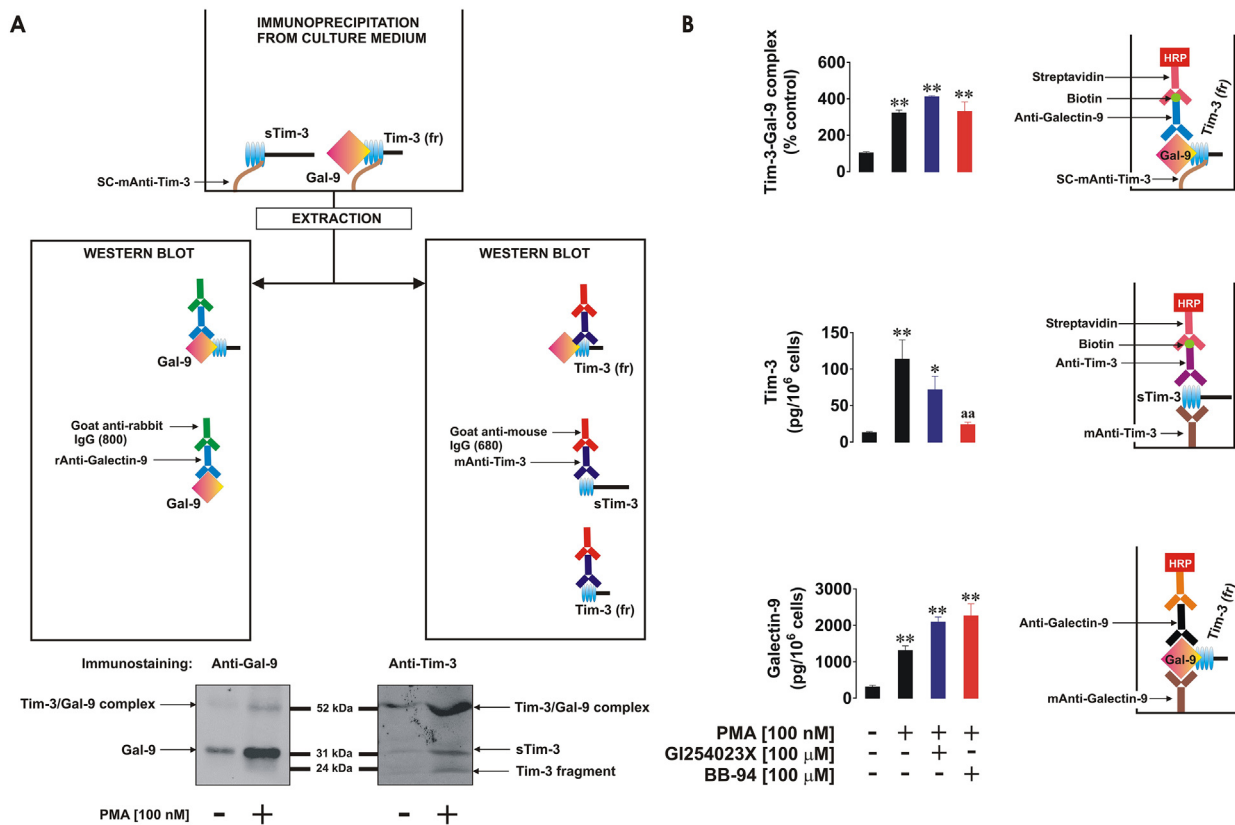 A
IMMUNOPRECIPITATION
FROM CULTURE MEDIUM
sTim-3
Tim-3 (fr)
Gal-9
SC-mAnti-Tim-3
EXTRACTION
WESTERN BLOT
Gal-9
Goat anti-rabbit
IgG (800)
rAnti-Galectin-9
Gal-9
WESTERN BLOT
Tim-3 (fr)
Goat anti-mouse
IgG (680)
mAnti-Tim-3
sTim-3
Tim-3 (fr)
Immunostaining:
Anti-Gal-9
Anti-Tim-3
Tim-3/Gal-9 complex
Gal-9
52 kDa
31 kDa
24 kDa
Tim-3/Gal-9 complex
sTim-3
Tim-3 fragment
PMA [100 nM]
- + - +
B
Tim-3-Gal-9 complex
(% control)
600
400
200
0
**
**
**
HRP
Streptavidin
Biotin
Anti-Galectin-9
Tim-3 (fr)
Gal-9
SC-mAnti-Tim-3
Tim-3
(pg/10⁶ cells)
150
100
50
0
**
*
aa
HRP
Streptavidin
Biotin
Anti-Tim-3
sTim-3
mAnti-Tim-3
Galectin-9
(pg/10⁶ cells)
3000
2000
1000
0
**
**
**
HRP
Anti-Galectin-9
Tim-3 (fr)
Gal-9
mAnti-Galectin-9
PMA [100 nM] - + + +
GI254023X [100 µM] +
BB-94 [100 µM] +